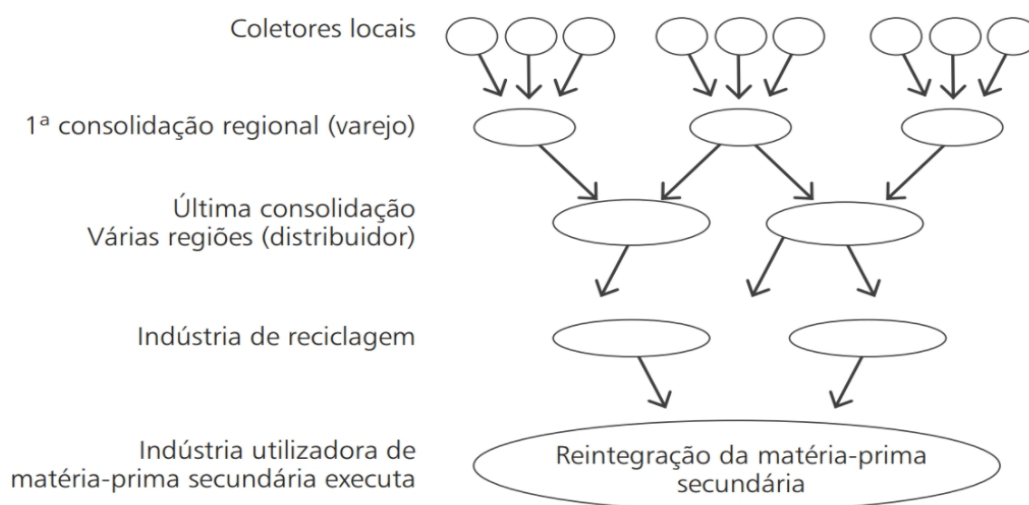 Coletores locais
1ª consolidação regional (varejo)
Última consolidação
Várias regiões (distribuidor)
Indústria de reciclagem
Indústria utilizadora de
matéria-prima secundária executa
Reintegração da matéria-prima
secundária